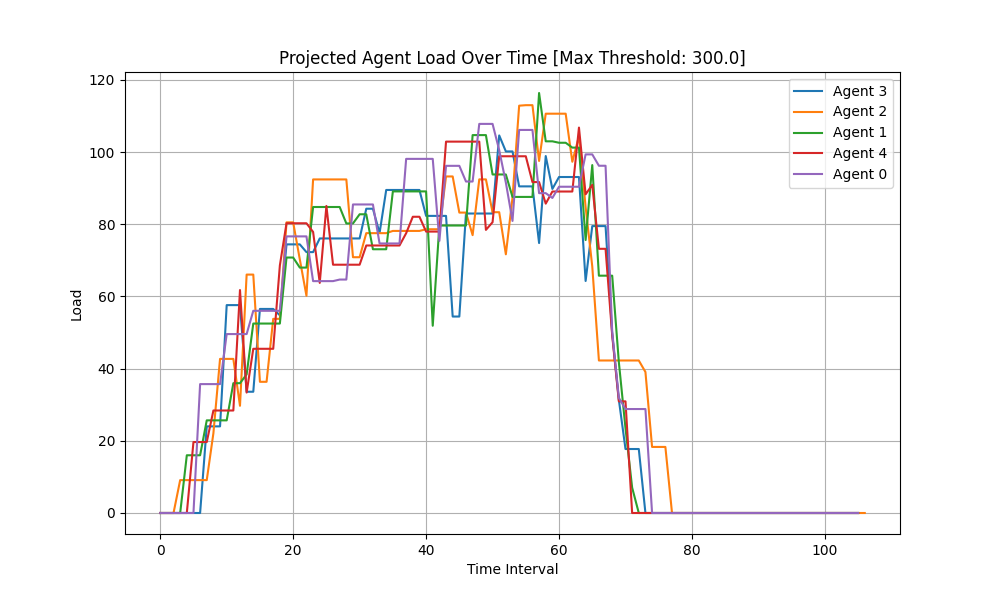 Projected Agent Load Over Time [Max Threshold: 300.0]
120
100
80
60
40
20
0
Load
0 20 40 60 80 100
Time Interval
Agent 3
Agent 2
Agent 1
Agent 4
Agent 0